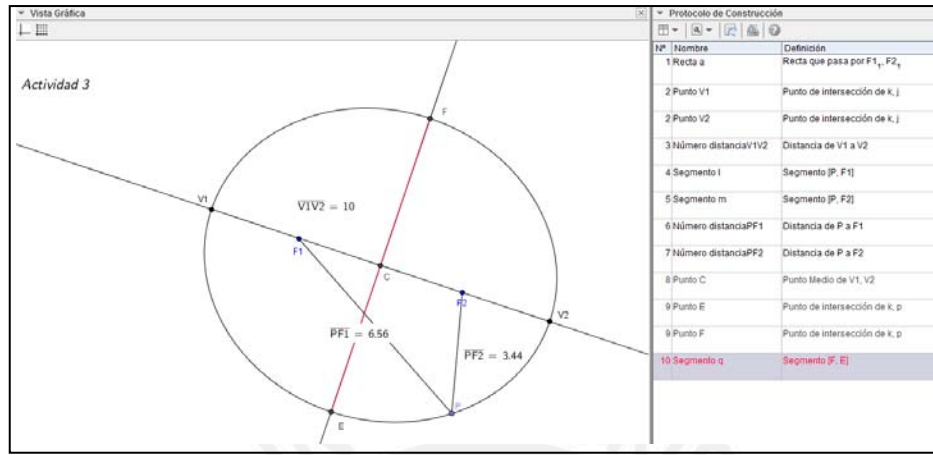 Vista Gráfica
Actividad 3
F
V1
V1V2 = 10
F1
C
F2
V2
PF1 = 6.56
PF2 = 3.44
P
E
Protocolo de Construcción
Nº Nombre Definición
1 Recta a Recta que pasa por F1₁, F2₁
2 Punto V1 Punto de intersección de k, j
2 Punto V2 Punto de intersección de k, j
3 Número distanciaV1V2 Distancia de V1 a V2
4 Segmento l Segmento [P, F1]
5 Segmento m Segmento [P, F2]
6 Número distanciaPF1 Distancia de P a F1
7 Número distanciaPF2 Distancia de P a F2
8 Punto C Punto Medio de V1, V2
9 Punto E Punto de intersección de k, p
9 Punto F Punto de intersección de k, p
10 Segmento q Segmento [F, E]